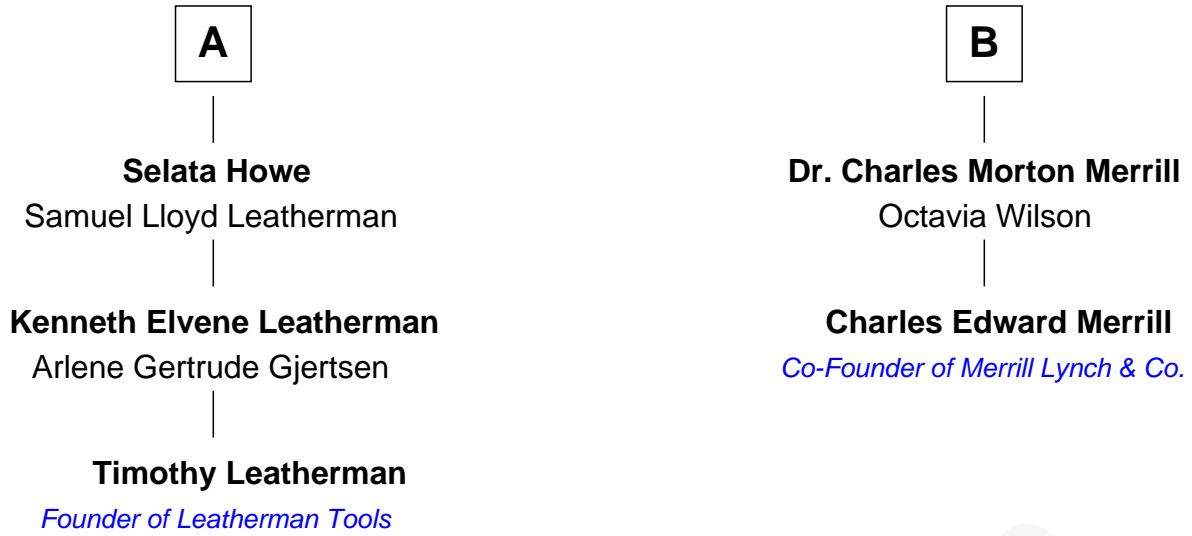 A
Selata Howe
Samuel Lloyd Leatherman
Kenneth Elvene Leatherman
Arlene Gertrude Gjertsen
Timothy Leatherman
Founder of Leatherman Tools
B
Dr. Charles Morton Merrill
Octavia Wilson
Charles Edward Merrill
Co-Founder of Merrill Lynch & Co.